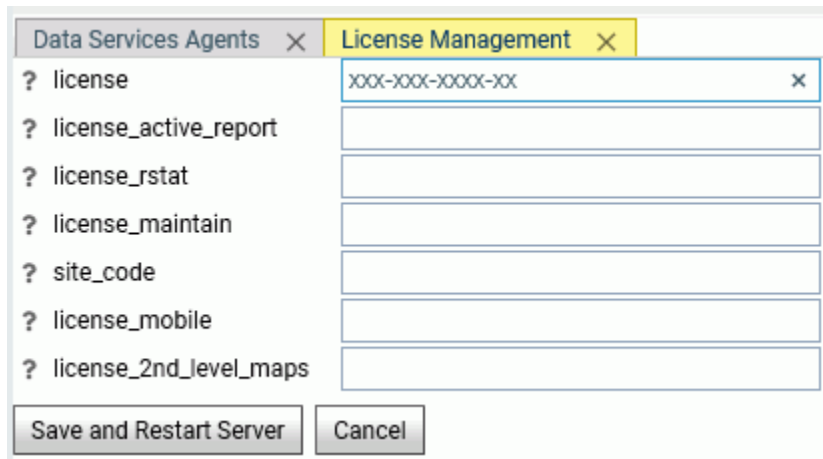 Data Services Agents × License Management ×
? license xxx-xxx-xxxx-xx ×
? license_active_report
? license_rstat
? license_maintain
? site_code
? license_mobile
? license_2nd_level_maps
Save and Restart Server Cancel